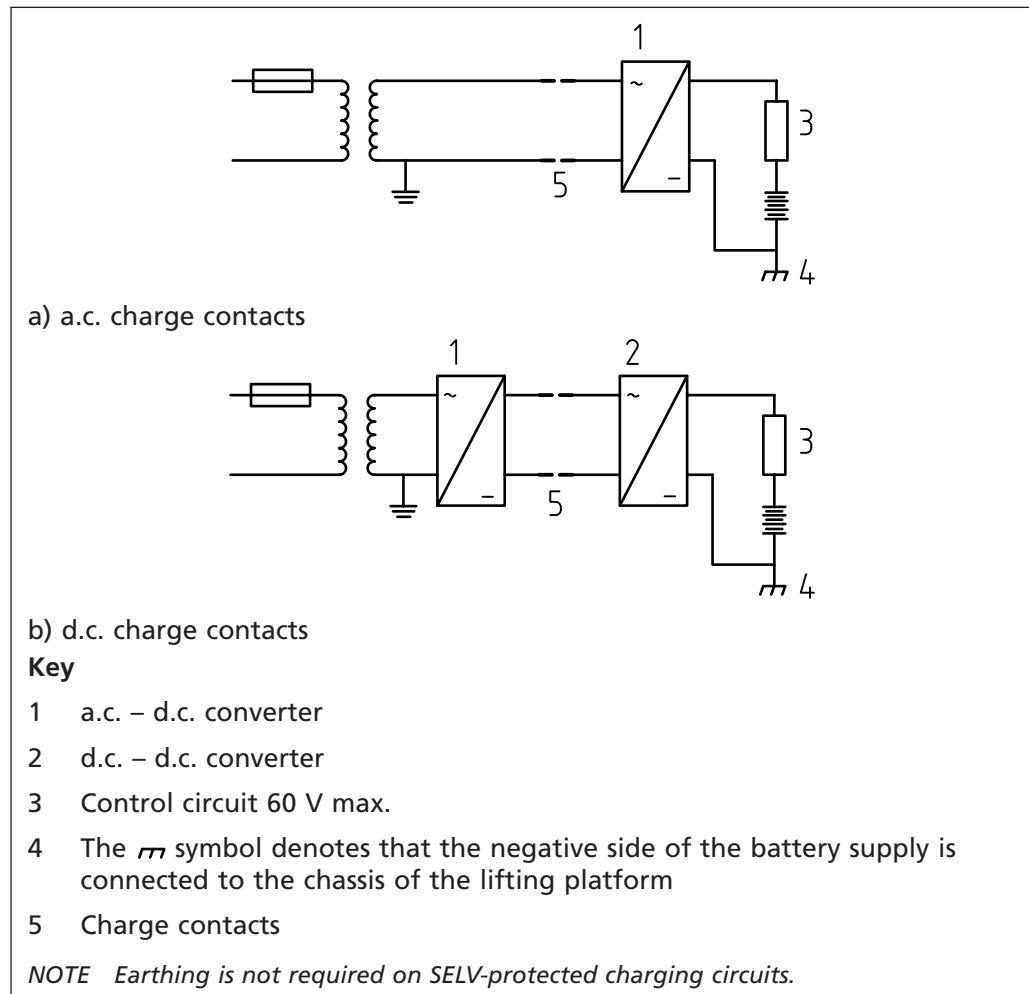 1
~
3
5
–
4
a) a.c. charge contacts
1 2
~ ~
3
5
– –
4
b) d.c. charge contacts
Key
1 a.c. – d.c. converter
2 d.c. – d.c. converter
3 Control circuit 60 V max.
4 The symbol denotes that the negative side of the battery supply is
connected to the chassis of the lifting platform
5 Charge contacts
NOTE Earthing is not required on SELV-protected charging circuits.